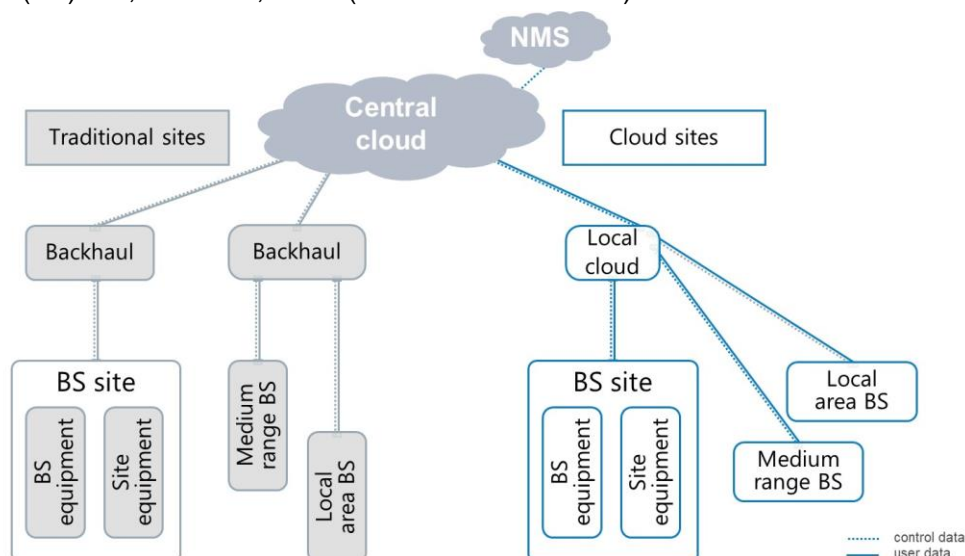 NMS
Central
cloud
Traditional sites
Cloud sites
Backhaul
Backhaul
Local
cloud
BS site
BS
equipment
Site
equipment
Medium
range BS
Local
area BS
BS site
BS
equipment
Site
equipment
Local
area BS
Medium
range BS
control data
user data